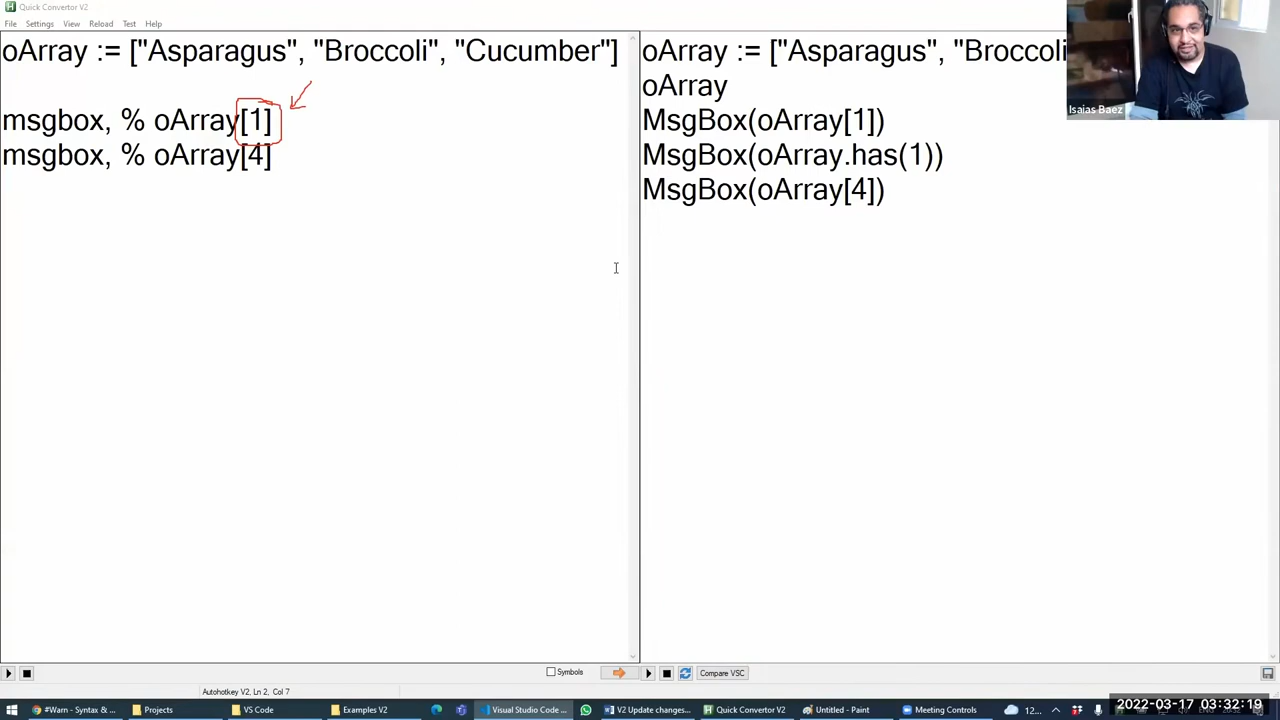 Quick Convertor V2
File Settings View Reload Test Help
oArray := ["Asparagus", "Broccoli", "Cucumber"]
msgbox, % oArray[1]
msgbox, % oArray[4]
oArray := ["Asparagus", "Broccoli
oArray
MsgBox(oArray[1])
MsgBox(oArray.has(1))
MsgBox(oArray[4])
Isaias Baez
Symbols
Compare VSC
Autohotkey V2, Ln 2, Col 7
#Warn - Syntax & ...
Projects
VS Code
Examples V2
Visual Studio Code ...
V2 Update changes...
Quick Convertor V2
Untitled - Paint
Meeting Controls
12...
2022-03-17 03:32:19